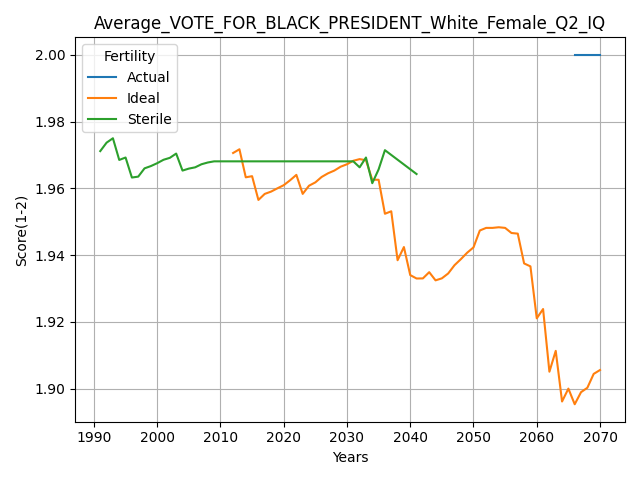 Average_VOTE_FOR_BLACK_PRESIDENT_White_Female_Q2_IQ
Fertility
Actual
Ideal
Sterile
Score(1-2)
2.00
1.98
1.96
1.94
1.92
1.90
1990 2000 2010 2020 2030 2040 2050 2060 2070
Years